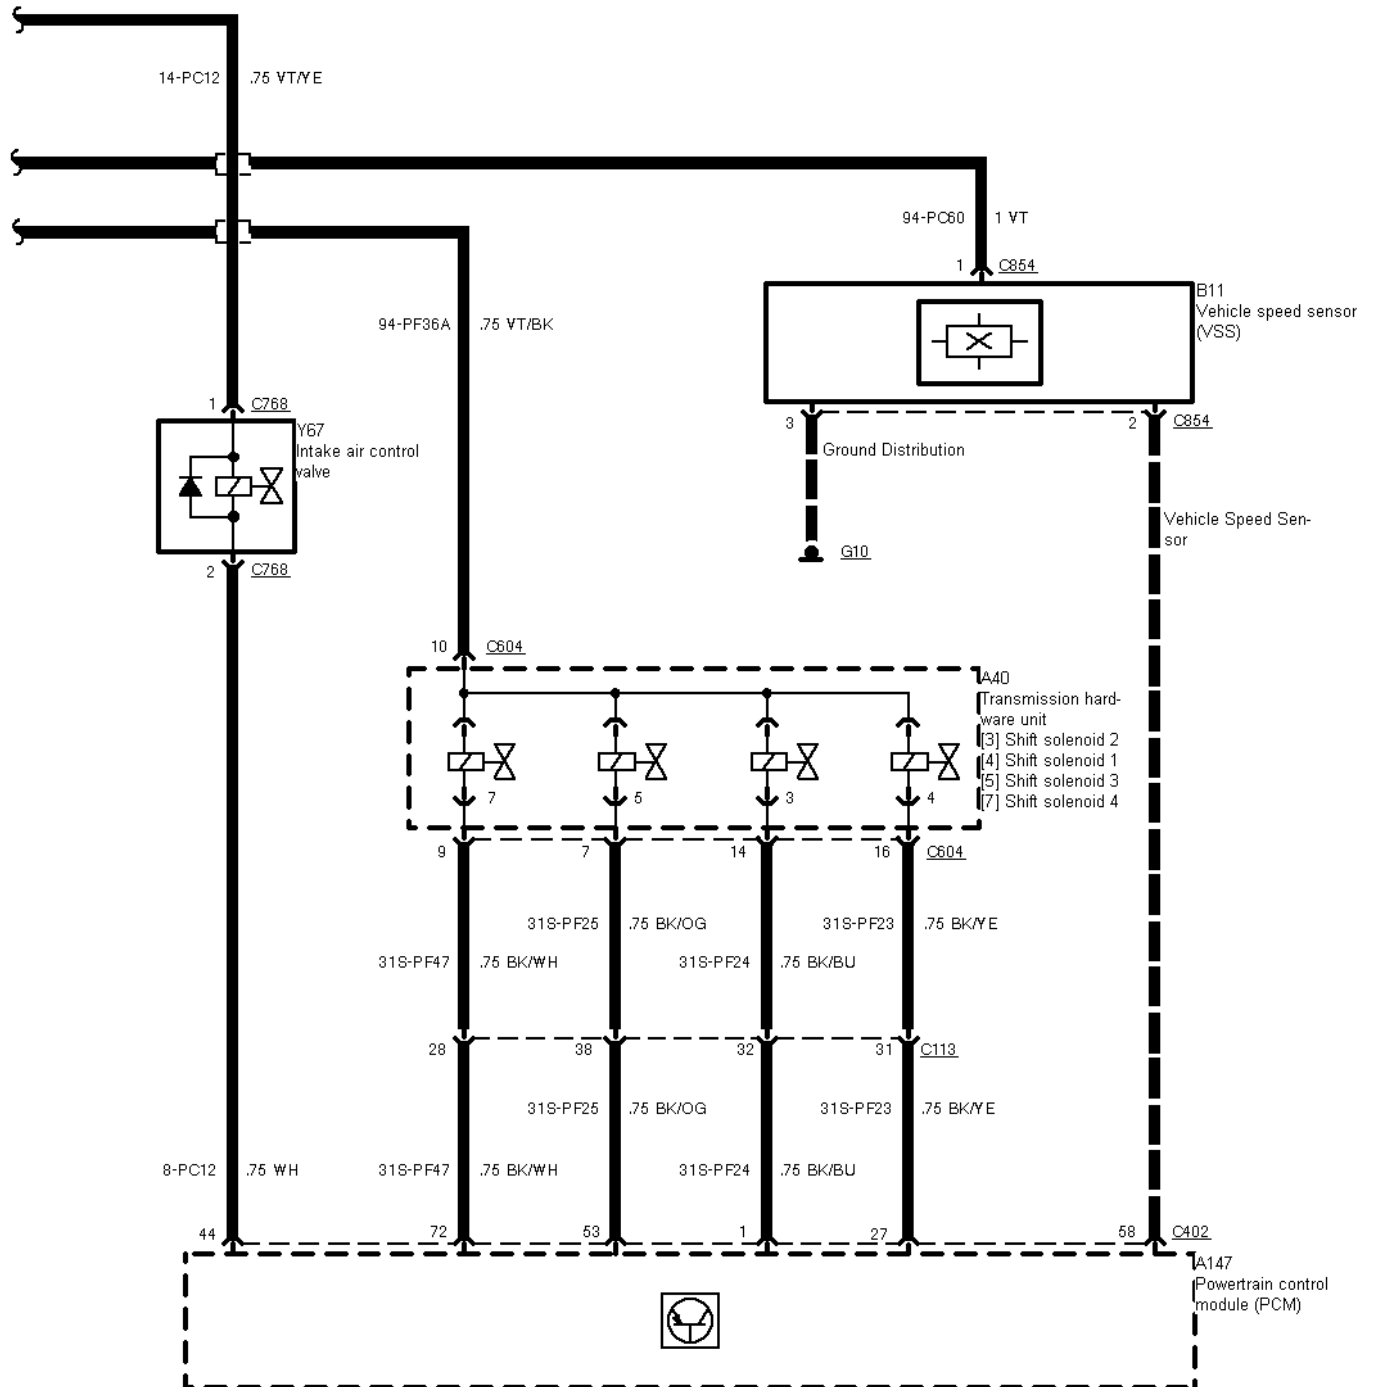 14-PC12 .75 VT/YE
94-PC60 1 VT
1 C854
B11
Vehicle speed sensor
(VSS)
94-PF36A .75 VT/BK
1 C768
Y67
Intake air control
valve
3 2 C854
Ground Distribution
Vehicle Speed Sen-
sor
G10
2 C768
10 C604
A40
Transmission hard-
ware unit
[3] Shift solenoid 2
[4] Shift solenoid 1
[5] Shift solenoid 3
[7] Shift solenoid 4
7 5 3 4
9 7 14 16 C604
31S-PF25 .75 BK/OG 31S-PF23 .75 BK/YE
31S-PF47 .75 BK/WH 31S-PF24 .75 BK/BU
28 38 32 31 C113
31S-PF25 .75 BK/OG 31S-PF23 .75 BK/YE
8-PC12 .75 WH 31S-PF47 .75 BK/WH 31S-PF24 .75 BK/BU
44 72 53 1 27 58 C402
A147
Powertrain control
module (PCM)